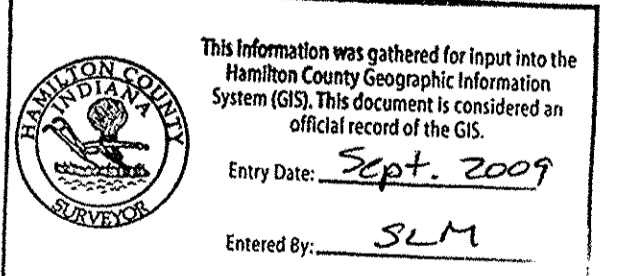 HAMILTON COUNTY
INDIANA
SURVEYOR
This information was gathered for input into the
Hamilton County Geographic Information
System (GIS). This document is considered an
official record of the GIS.
Entry Date: Sept. 2009
Entered By: SLM